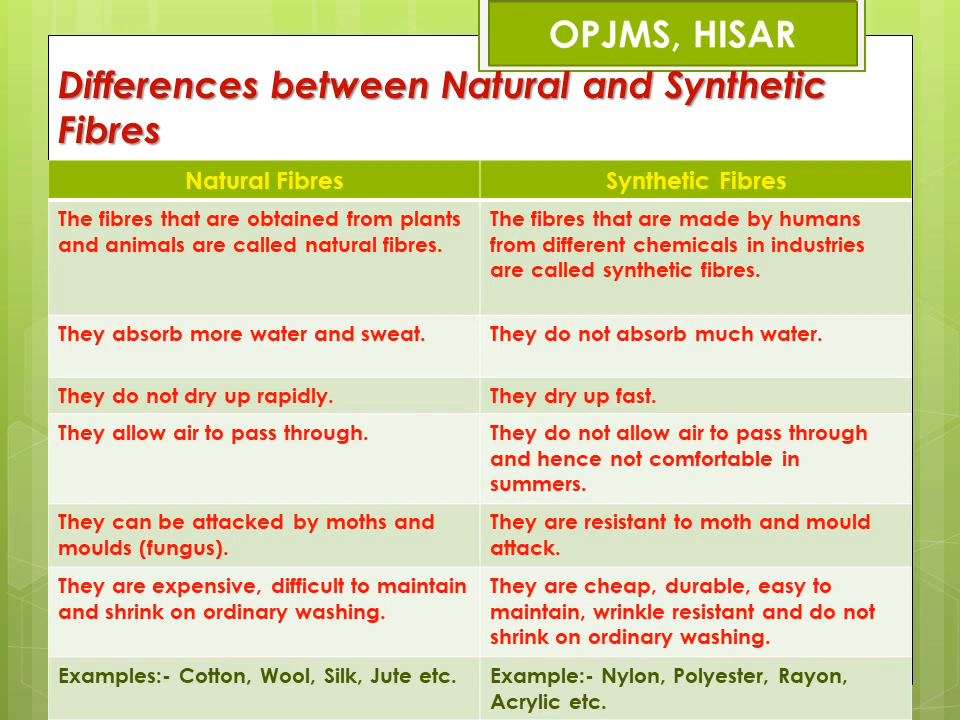 OPJMS, HISAR
Differences between Natural and Synthetic
Fibres
Natural Fibres
Synthetic Fibres
The fibres that are obtained from plants
and animals are called natural fibres.
The fibres that are made by humans
from different chemicals in industries
are called synthetic fibres.
They absorb more water and sweat.
They do not absorb much water.
They do not dry up rapidly.
They dry up fast.
They allow air to pass through.
They do not allow air to pass through
and hence not comfortable in
summers.
They can be attacked by moths and
moulds (fungus).
They are resistant to moth and mould
attack.
They are expensive, difficult to maintain
and shrink on ordinary washing.
They are cheap, durable, easy to
maintain, wrinkle resistant and do not
shrink on ordinary washing.
Examples:- Cotton, Wool, Silk, Jute etc.
Example:- Nylon, Polyester, Rayon,
Acrylic etc.